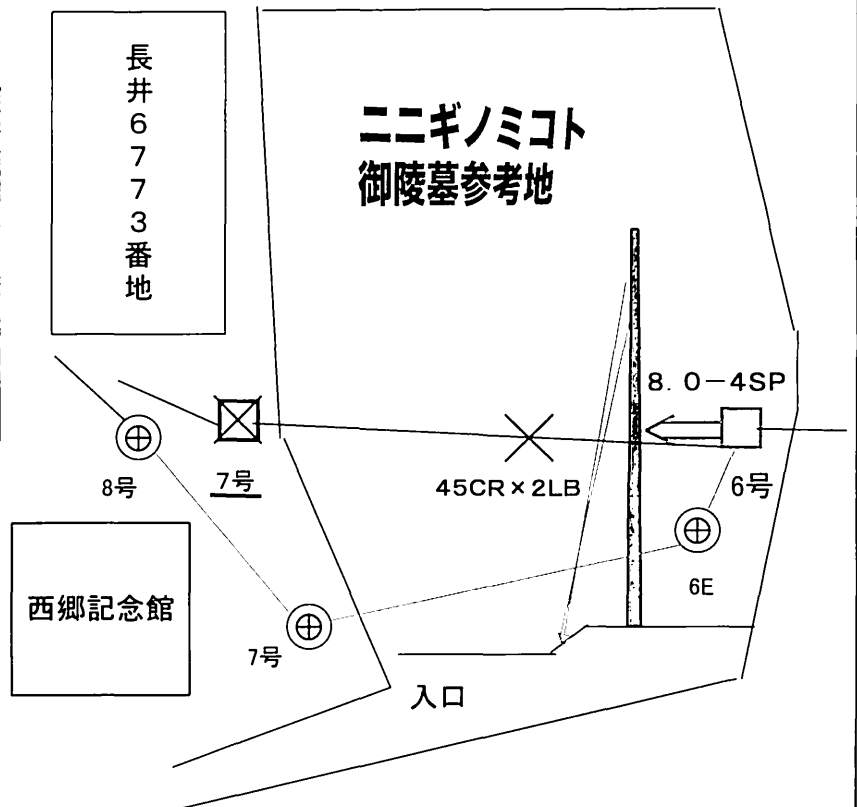 長井6773番地
ニニギノミコト
御陵墓参考地
8.0-4SP
8号
7号
45CR×2LB
6号
6E
西郷記念館
7号
入口